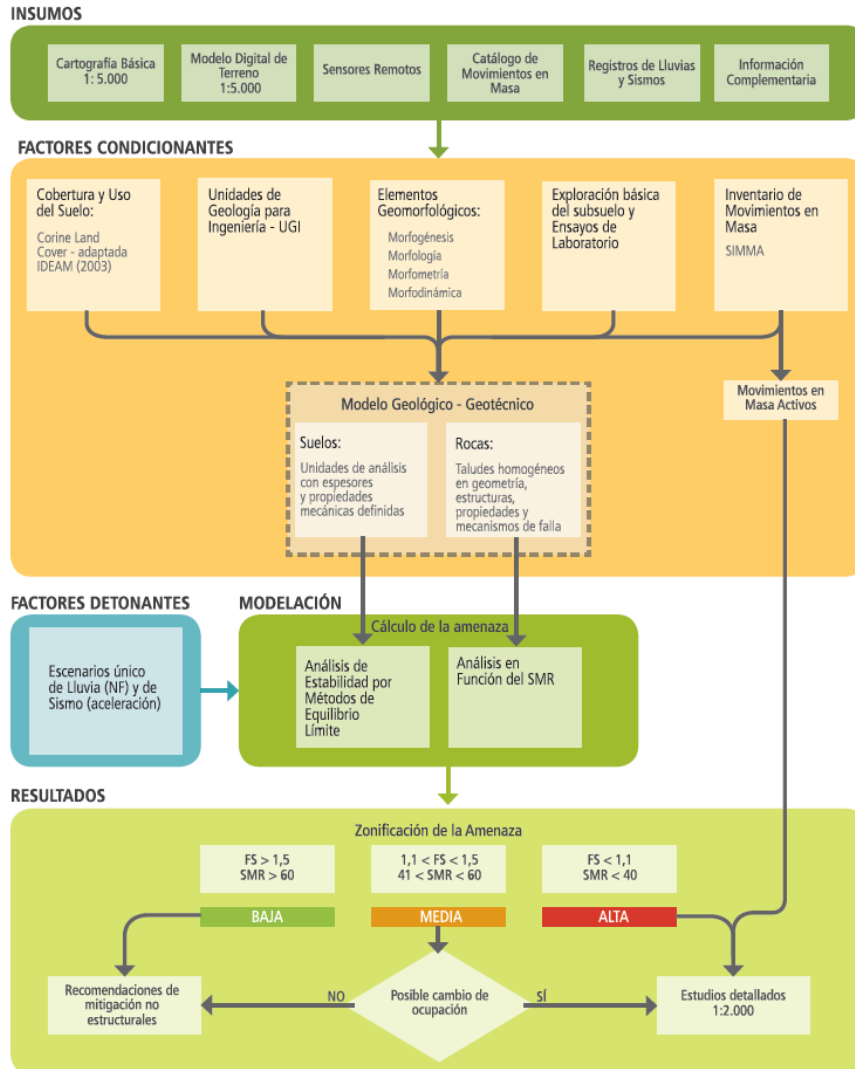 INSUMOS
Cartografía Básica
1: 5.000
Modelo Digital de
Terreno
1:5.000
Sensores Remotos
Catálogo de
Movimientos en
Masa
Registros de Lluvias
y Sismos
Información
Complementaria
FACTORES CONDICIONANTES
Cobertura y Uso
del Suelo:
Corine Land
Cover - adaptada
IDEAM (2003)
Unidades de
Geología para
Ingeniería - UGI
Elementos
Geomorfológicos:
Morfogénesis
Morfología
Morfometría
Morfodinámica
Exploración básica
del subsuelo y
Ensayos de
Laboratorio
Inventario de
Movimientos en
Masa
SIMMA
Movimientos en
Masa Activos
Modelo Geológico - Geotécnico
Suelos:
Unidades de análisis
con espesores
y propiedades
mecánicas definidas
Rocas:
Taludes homogéneos
en geometría,
estructuras,
propiedades y
mecanismos de falla
FACTORES DETONANTES
Escenarios único
de Lluvia (NF) y de
Sismo (aceleración)
MODELACIÓN
Cálculo de la amenaza
Análisis de
Estabilidad por
Métodos de
Equilibrio
Límite
Análisis en
Función del SMR
RESULTADOS
Zonificación de la Amenaza
FS > 1,5
SMR > 60
BAJA
1,1 < FS < 1,5
41 < SMR < 60
MEDIA
FS < 1,1
SMR < 40
ALTA
Recomendaciones de
mitigación no
estructurales
NO
Posible cambio de
ocupación
SÍ
Estudios detallados
1:2.000